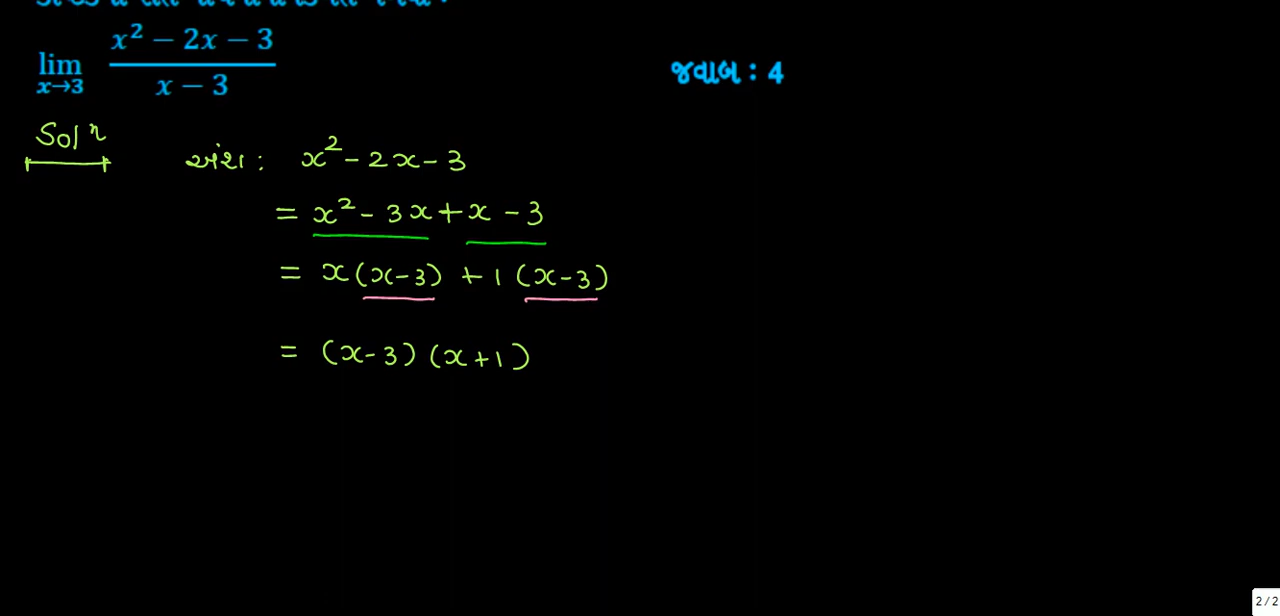 lim x→3 (x² − 2x − 3)/(x − 3)
જવાબ : 4
Solⁿ
અંશ : x² − 2x − 3
= x² − 3x + x − 3
= x(x−3) + 1(x−3)
= (x−3)(x+1)
2/2